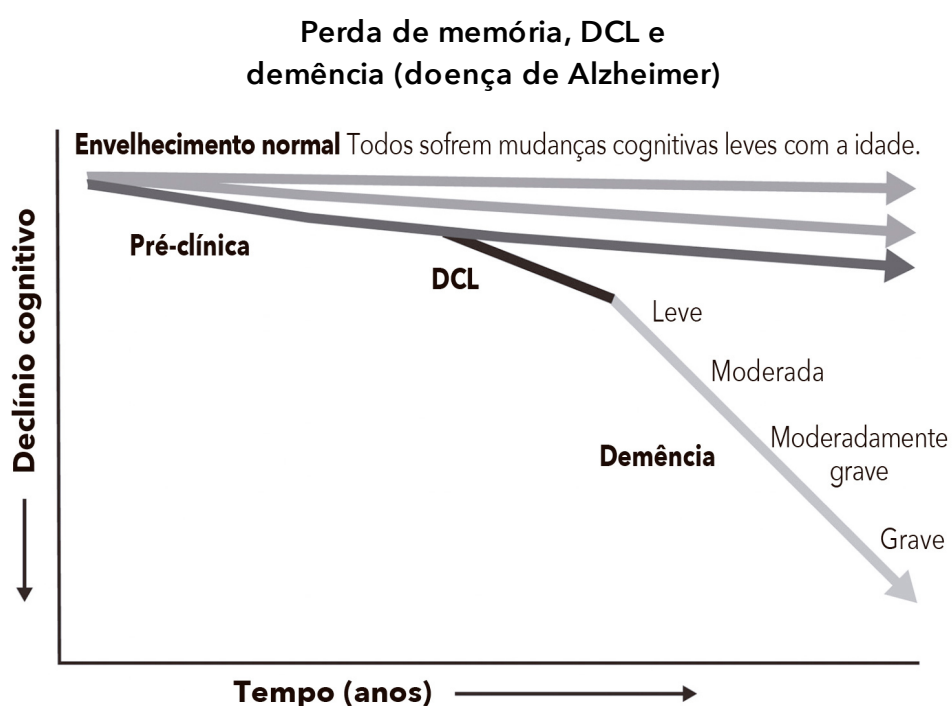 Perda de memória, DCL e
demência (doença de Alzheimer)
Envelhecimento normal Todos sofrem mudanças cognitivas leves com a idade.
Pré-clínica
DCL
Leve
Moderada
Moderadamente
grave
Demência
Grave
Declínio cognitivo
Tempo (anos)